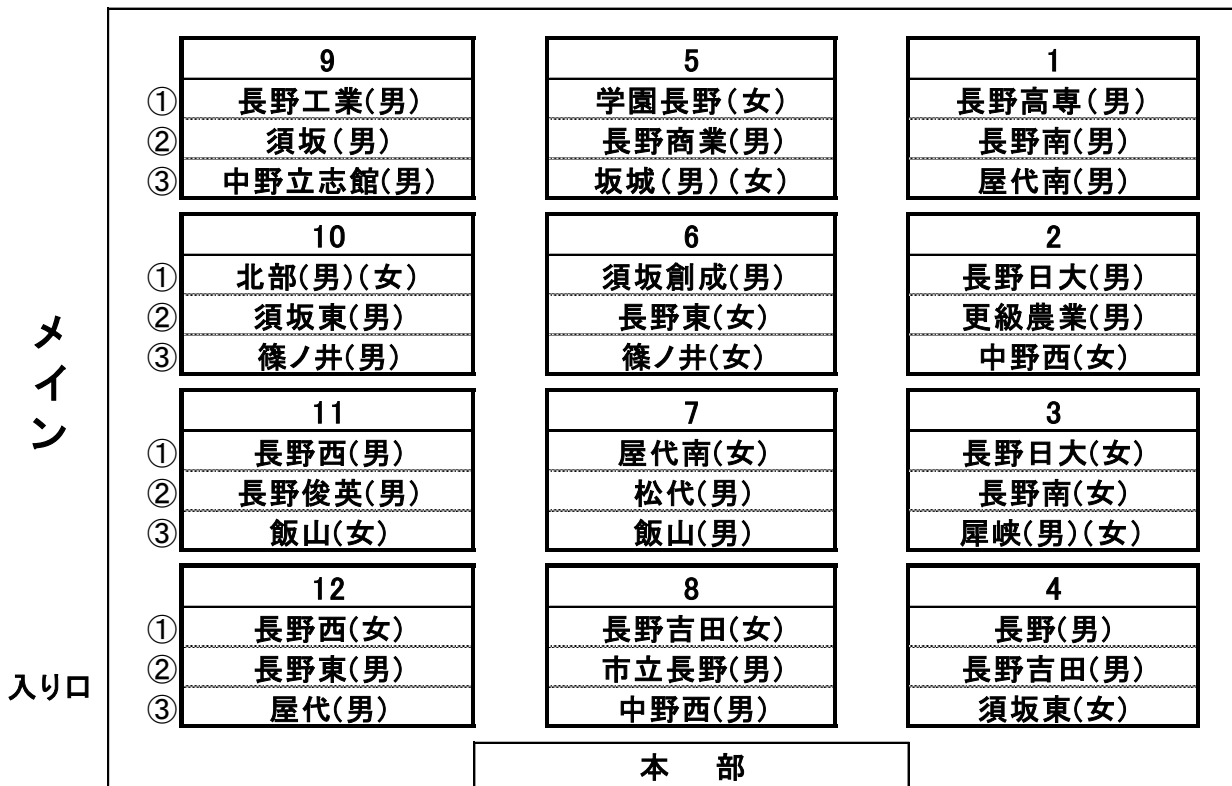 9 5 1
① 長野工業(男) 学園長野(女) 長野高専(男)
② 須坂(男) 長野商業(男) 長野南(男)
③ 中野立志館(男) 坂城(男)(女) 屋代南(男)
10 6 2
① 北部(男)(女) 須坂創成(男) 長野日大(男)
② 須坂東(男) 長野東(女) 更級農業(男)
③ 篠ノ井(男) 篠ノ井(女) 中野西(女)
メイン
11 7 3
① 長野西(男) 屋代南(女) 長野日大(女)
② 長野俊英(男) 松代(男) 長野南(女)
③ 飯山(女) 飯山(男) 犀峡(男)(女)
12 8 4
① 長野西(女) 長野吉田(女) 長野(男)
② 長野東(男) 市立長野(男) 長野吉田(男)
入り口
③ 屋代(男) 中野西(男) 須坂東(女)
本 部